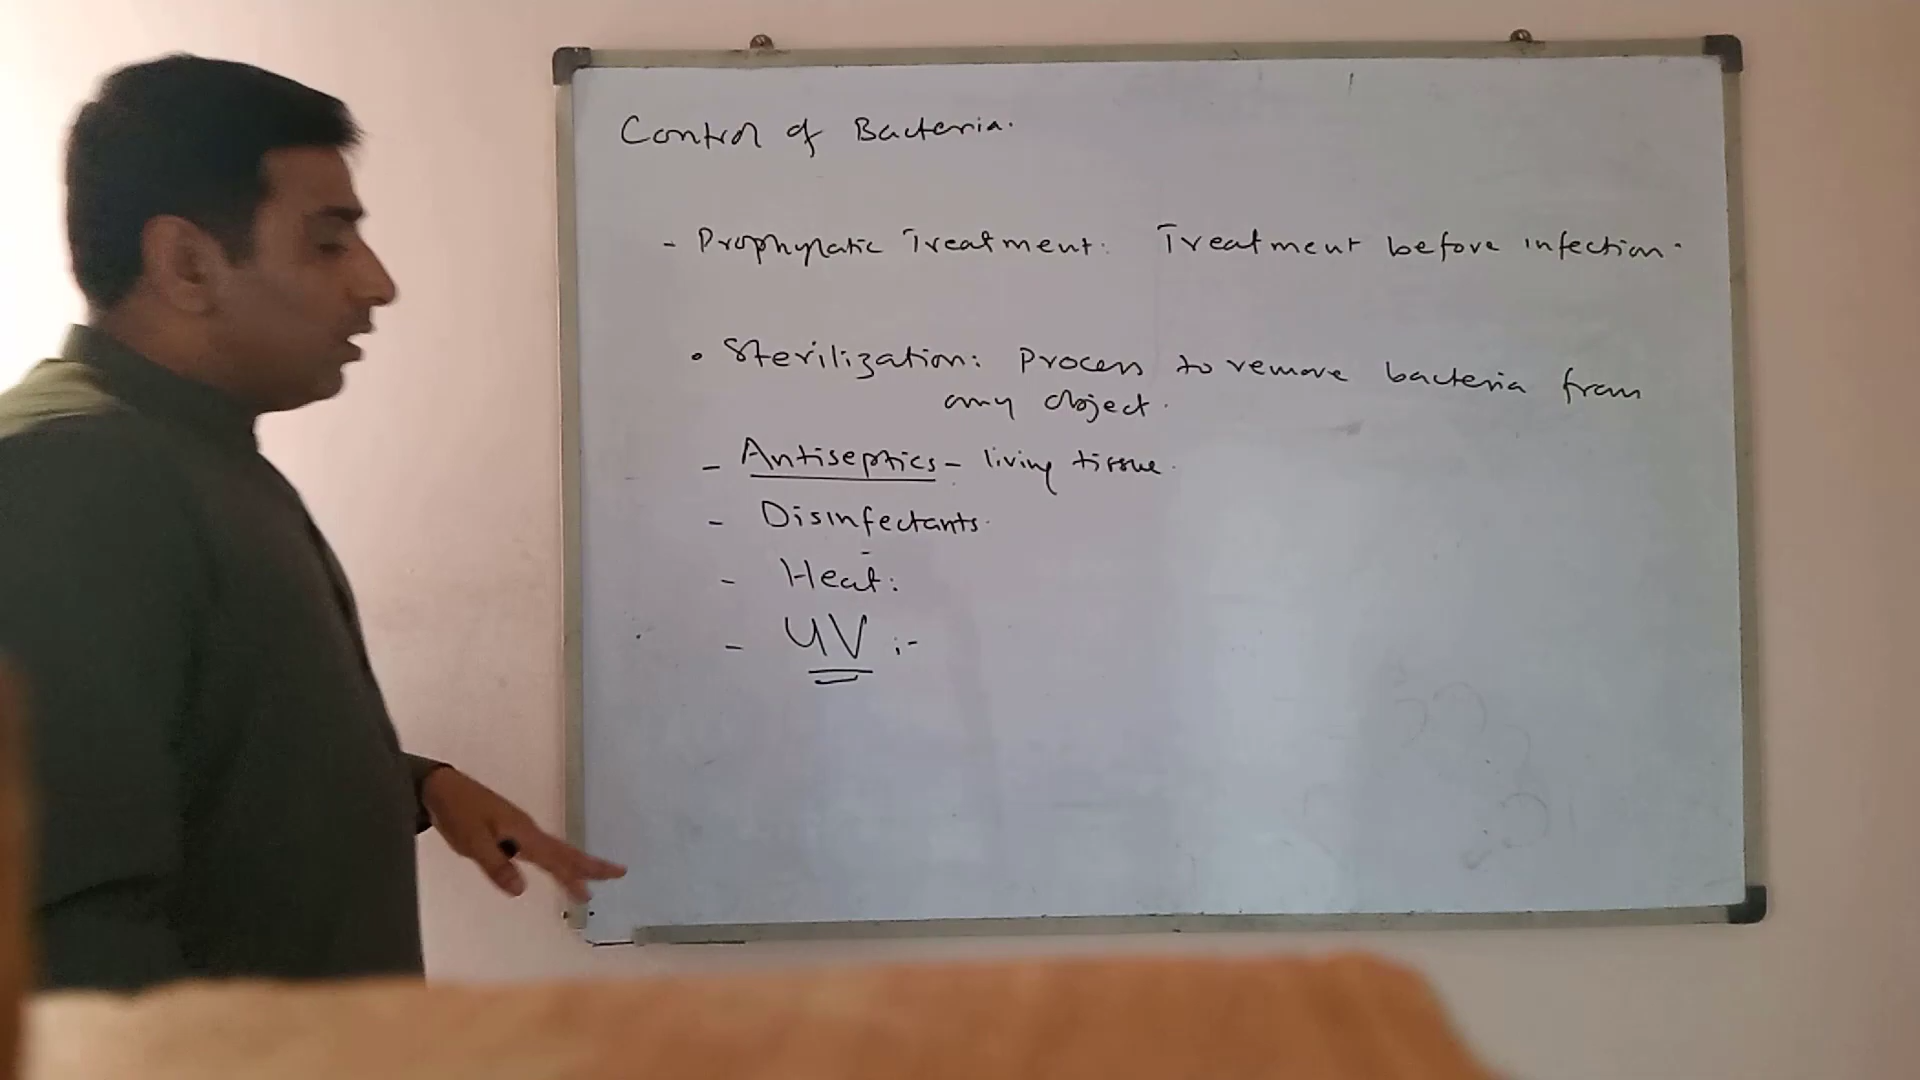 Control of Bacteria.
- Prophylatic Treatment: Treatment before infection.
• Sterilization: Process to remove bacteria from
any object.
- Antiseptics - living tissue.
- Disinfectants.
- Heat:
- UV :-